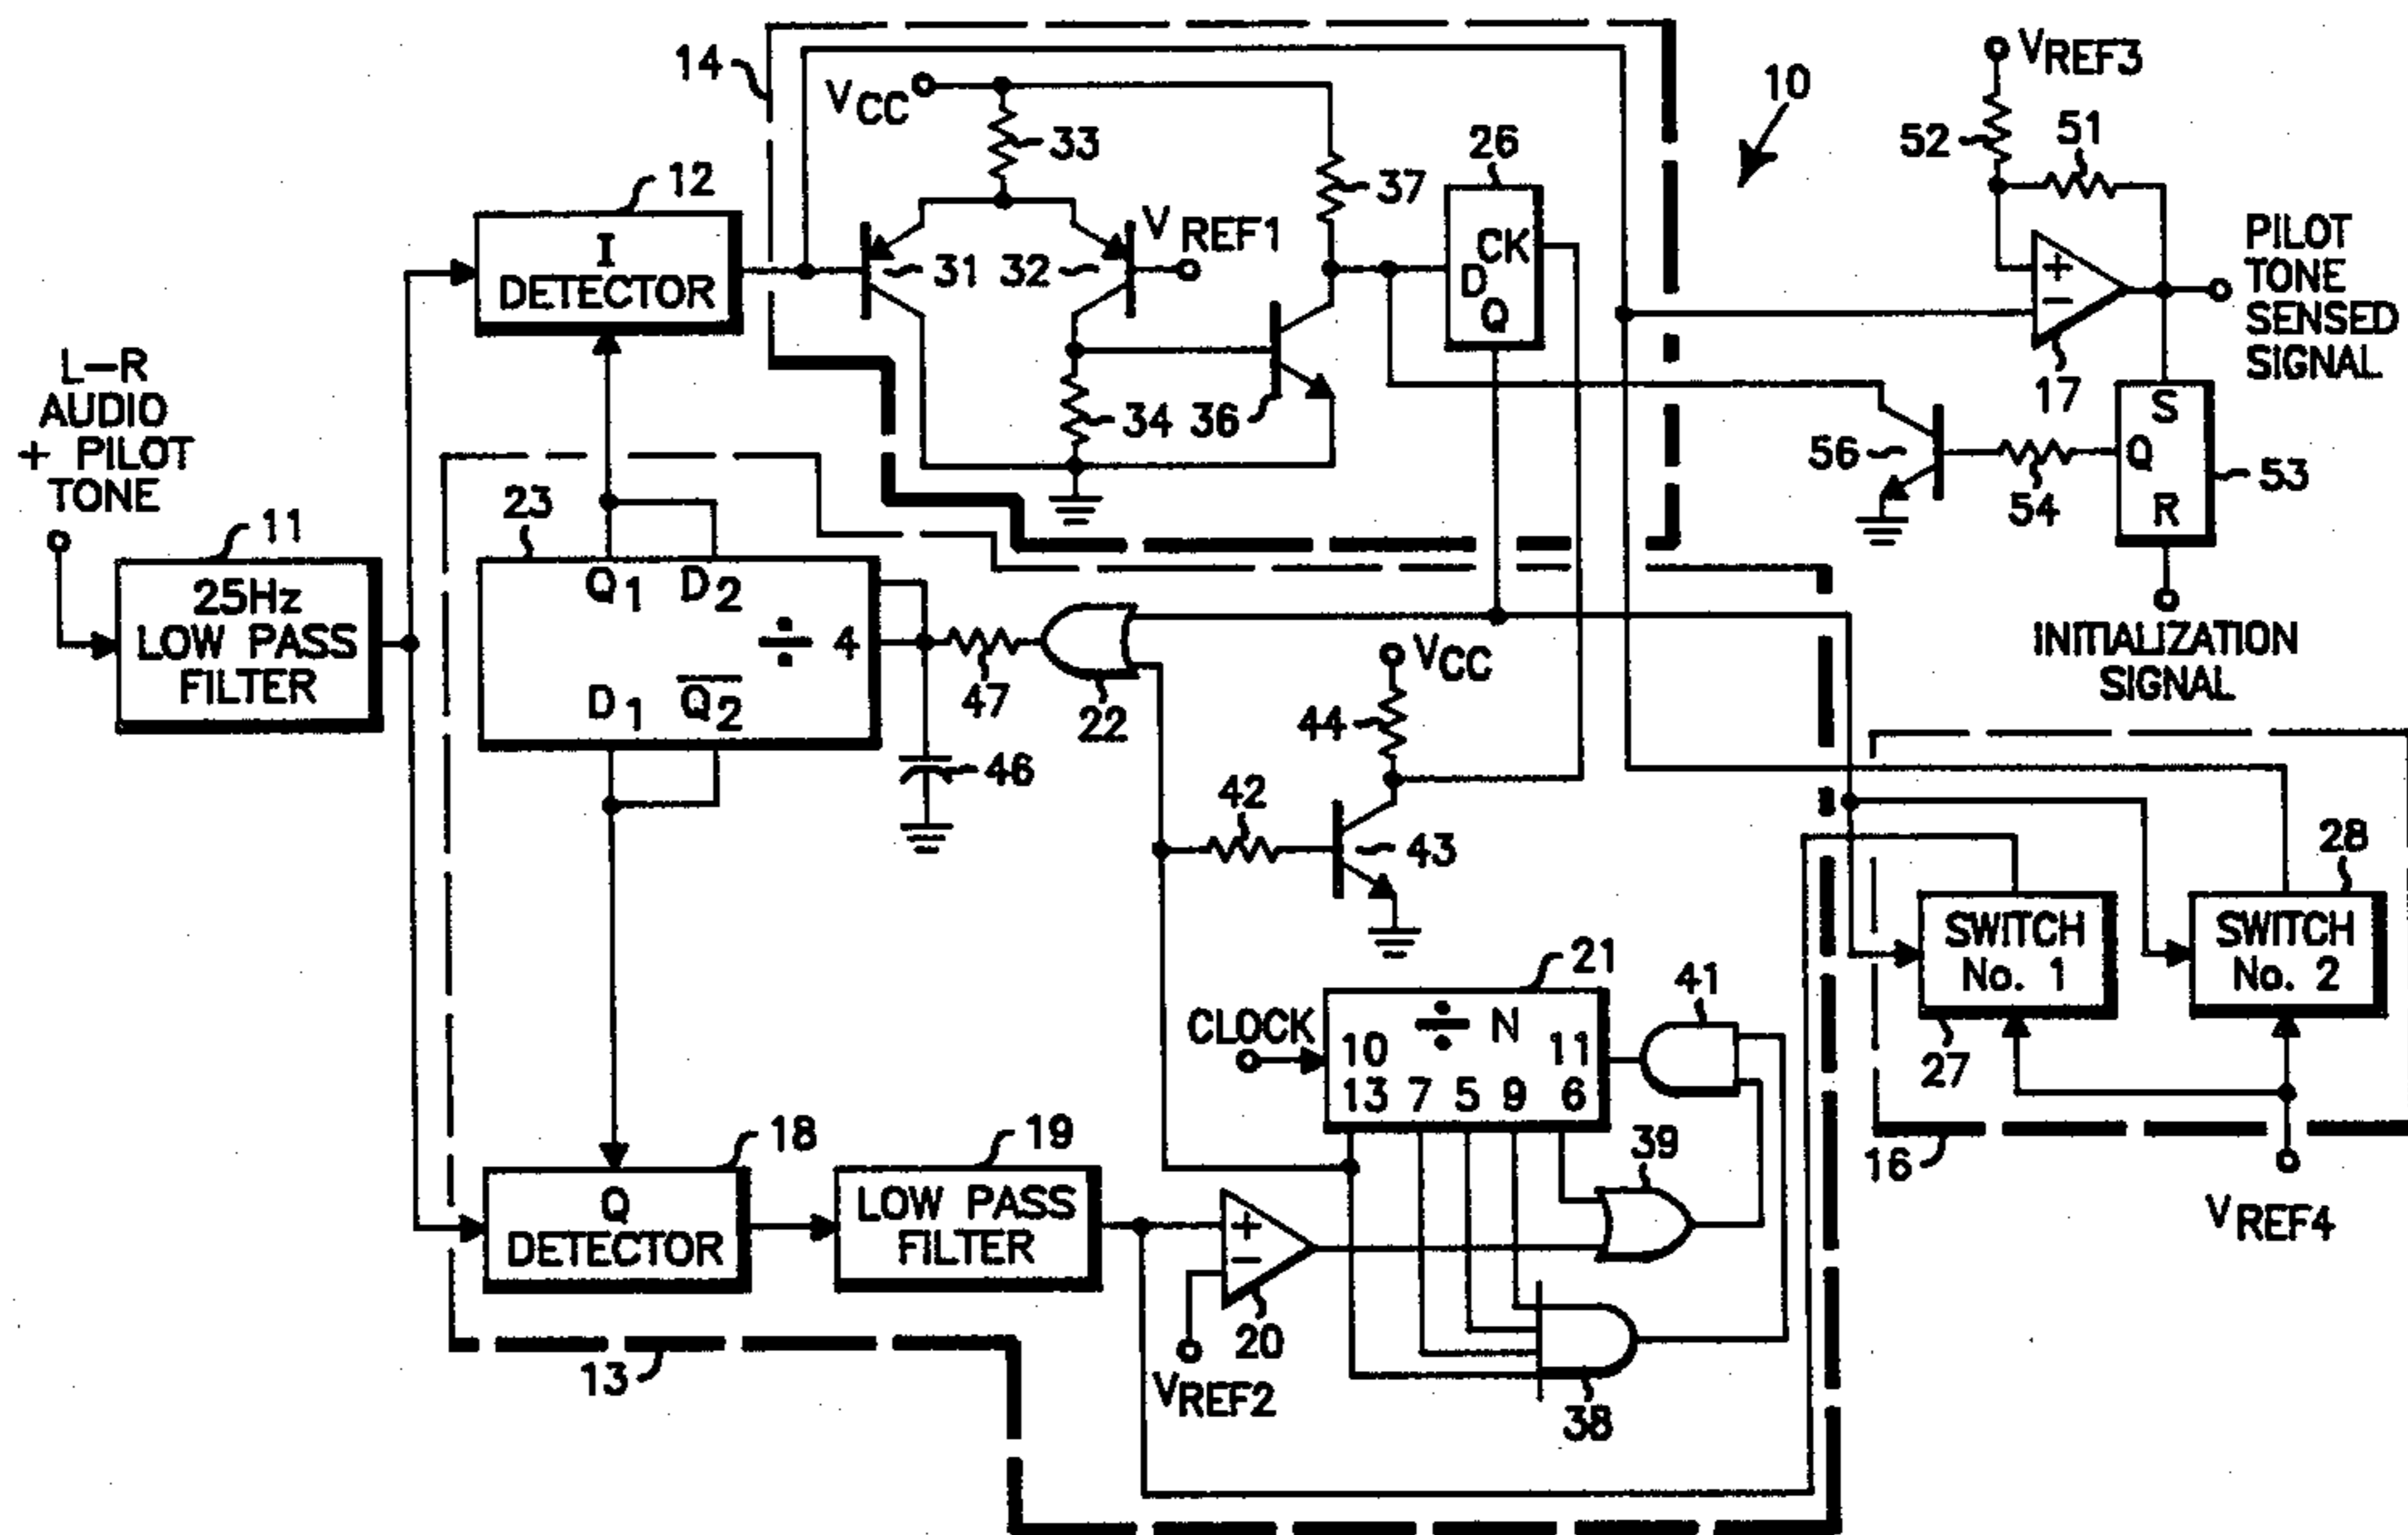 14
VCC
33
31
32
VREF1
37
34
36
26
CK
D
Q
10
VREF3
52
51
+
−
17
PILOT
TONE
SENSED
SIGNAL
56
54
S
Q
R
53
INITIALIZATION
SIGNAL
12
I
DETECTOR
L−R
AUDIO
+ PILOT
TONE
11
25Hz
LOW PASS
FILTER
23
Q1 D2
÷ 4
D1 Q̅2
46
47
22
VCC
44
42
43
CLOCK
21
÷ N
10 11
13 7 5 9 6
41
39
38
18
Q
DETECTOR
19
LOW PASS
FILTER
+
−
20
VREF2
13
27
SWITCH
No. 1
28
SWITCH
No. 2
16
VREF4